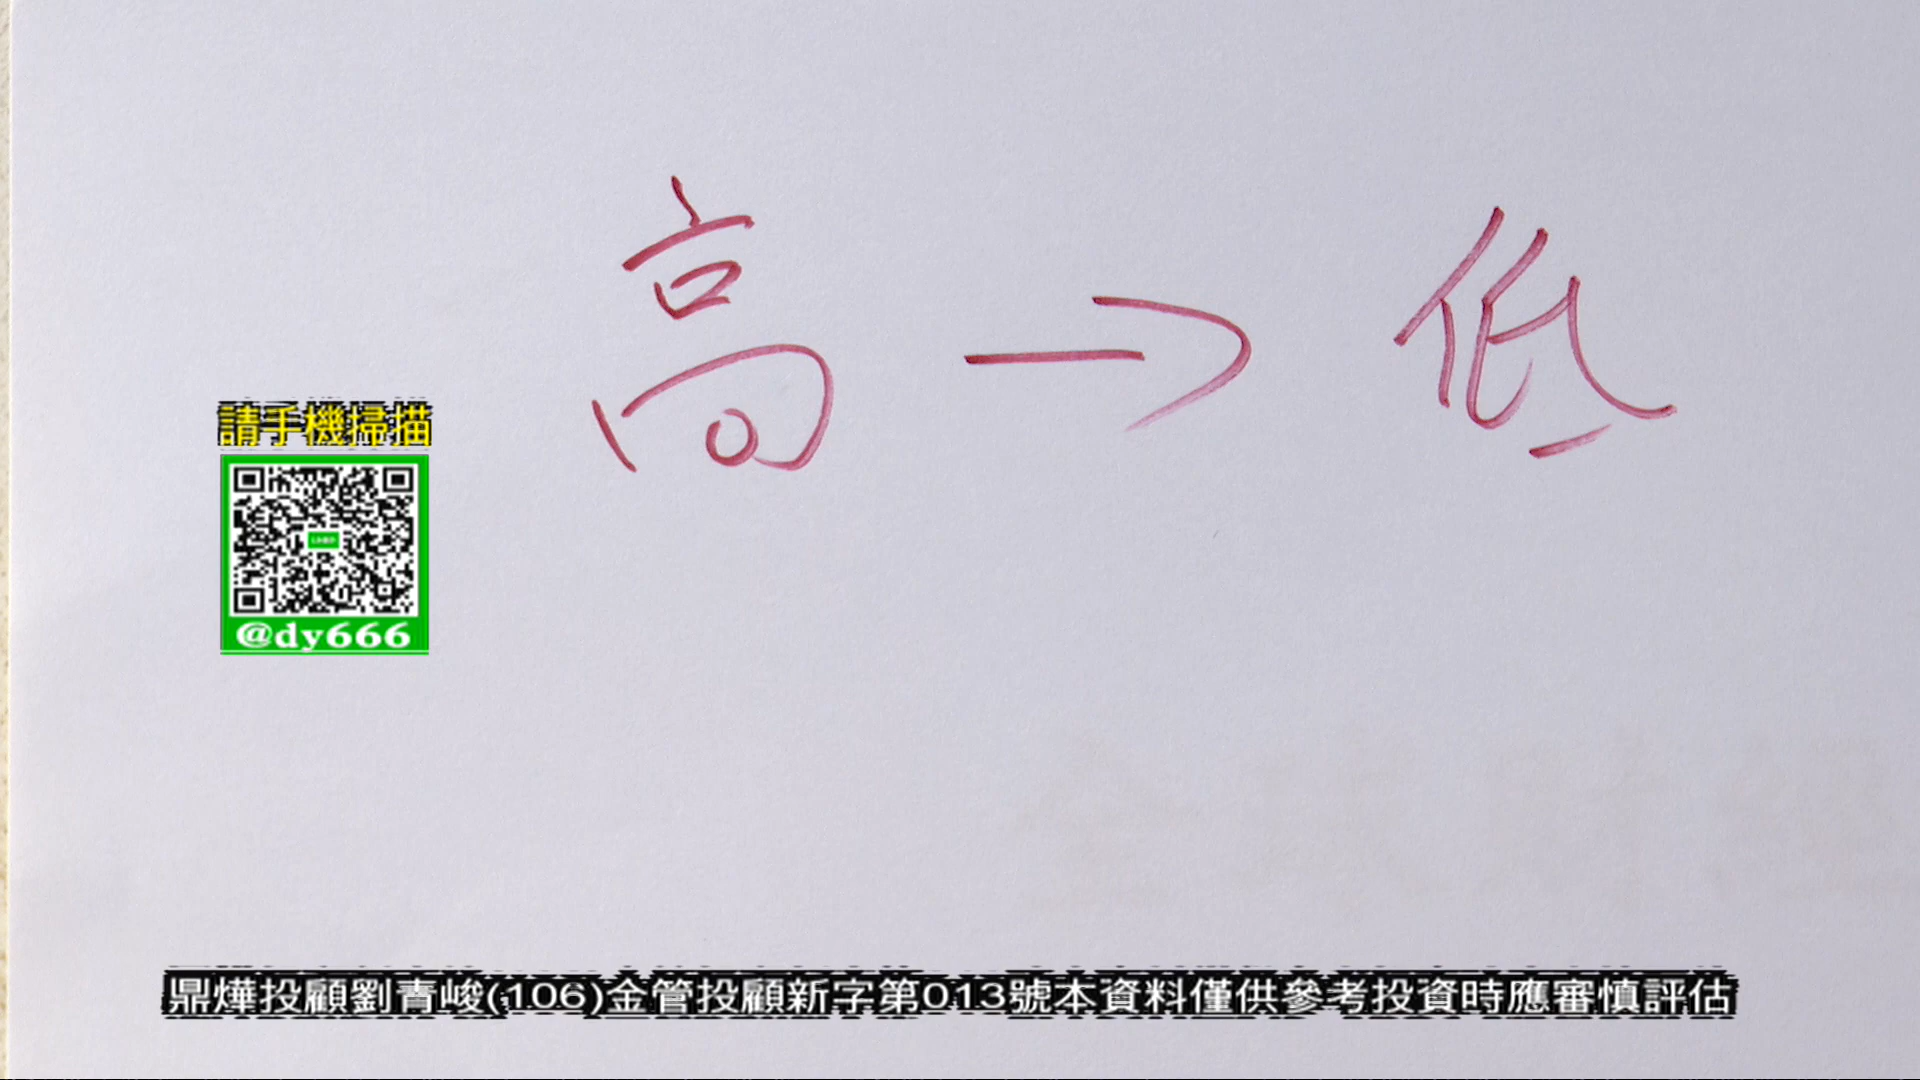 高 → 低
請手機掃描
@dy666
鼎燁投顧劉青峻(106)金管投顧新字第013號本資料僅供參考投資時應審慎評估